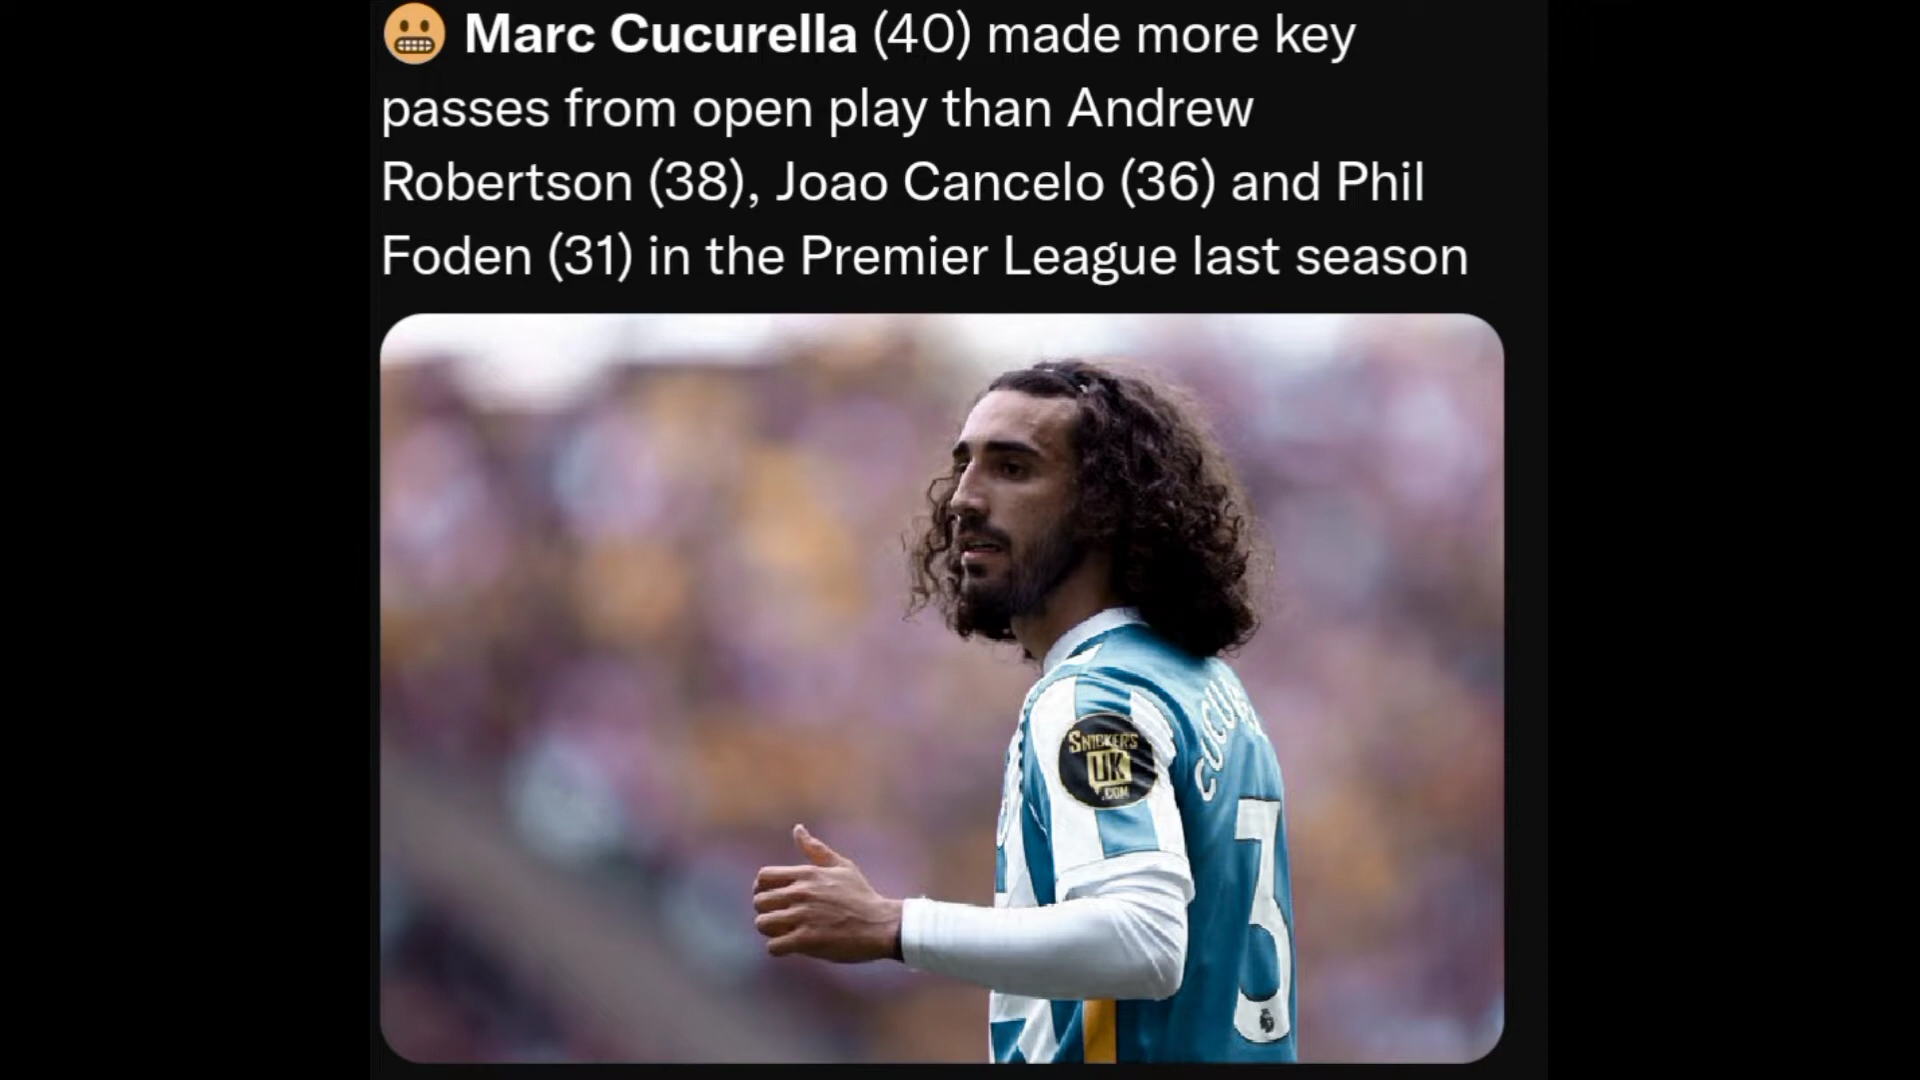 😬 Marc Cucurella (40) made more key
passes from open play than Andrew
Robertson (38), Joao Cancelo (36) and Phil
Foden (31) in the Premier League last season
SNICKERS
UK
.COM
3